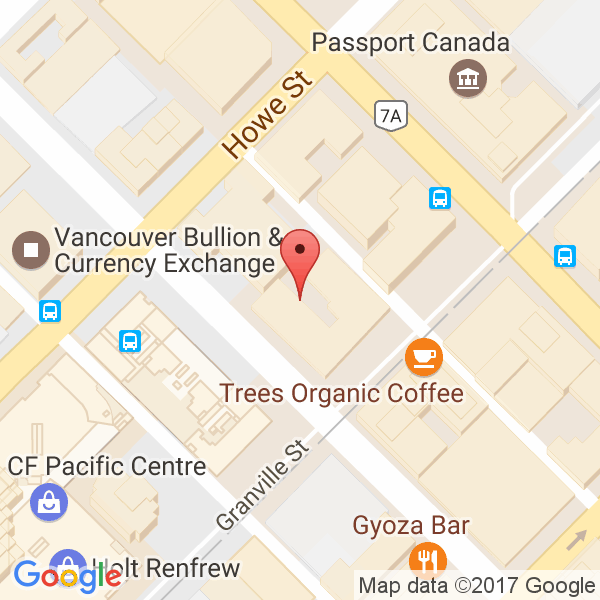 Passport Canada
7A
Howe St
Vancouver Bullion &
Currency Exchange
Trees Organic Coffee
CF Pacific Centre
Granville St
Gyoza Bar
Holt Renfrew
Google
Map data ©2017 Google